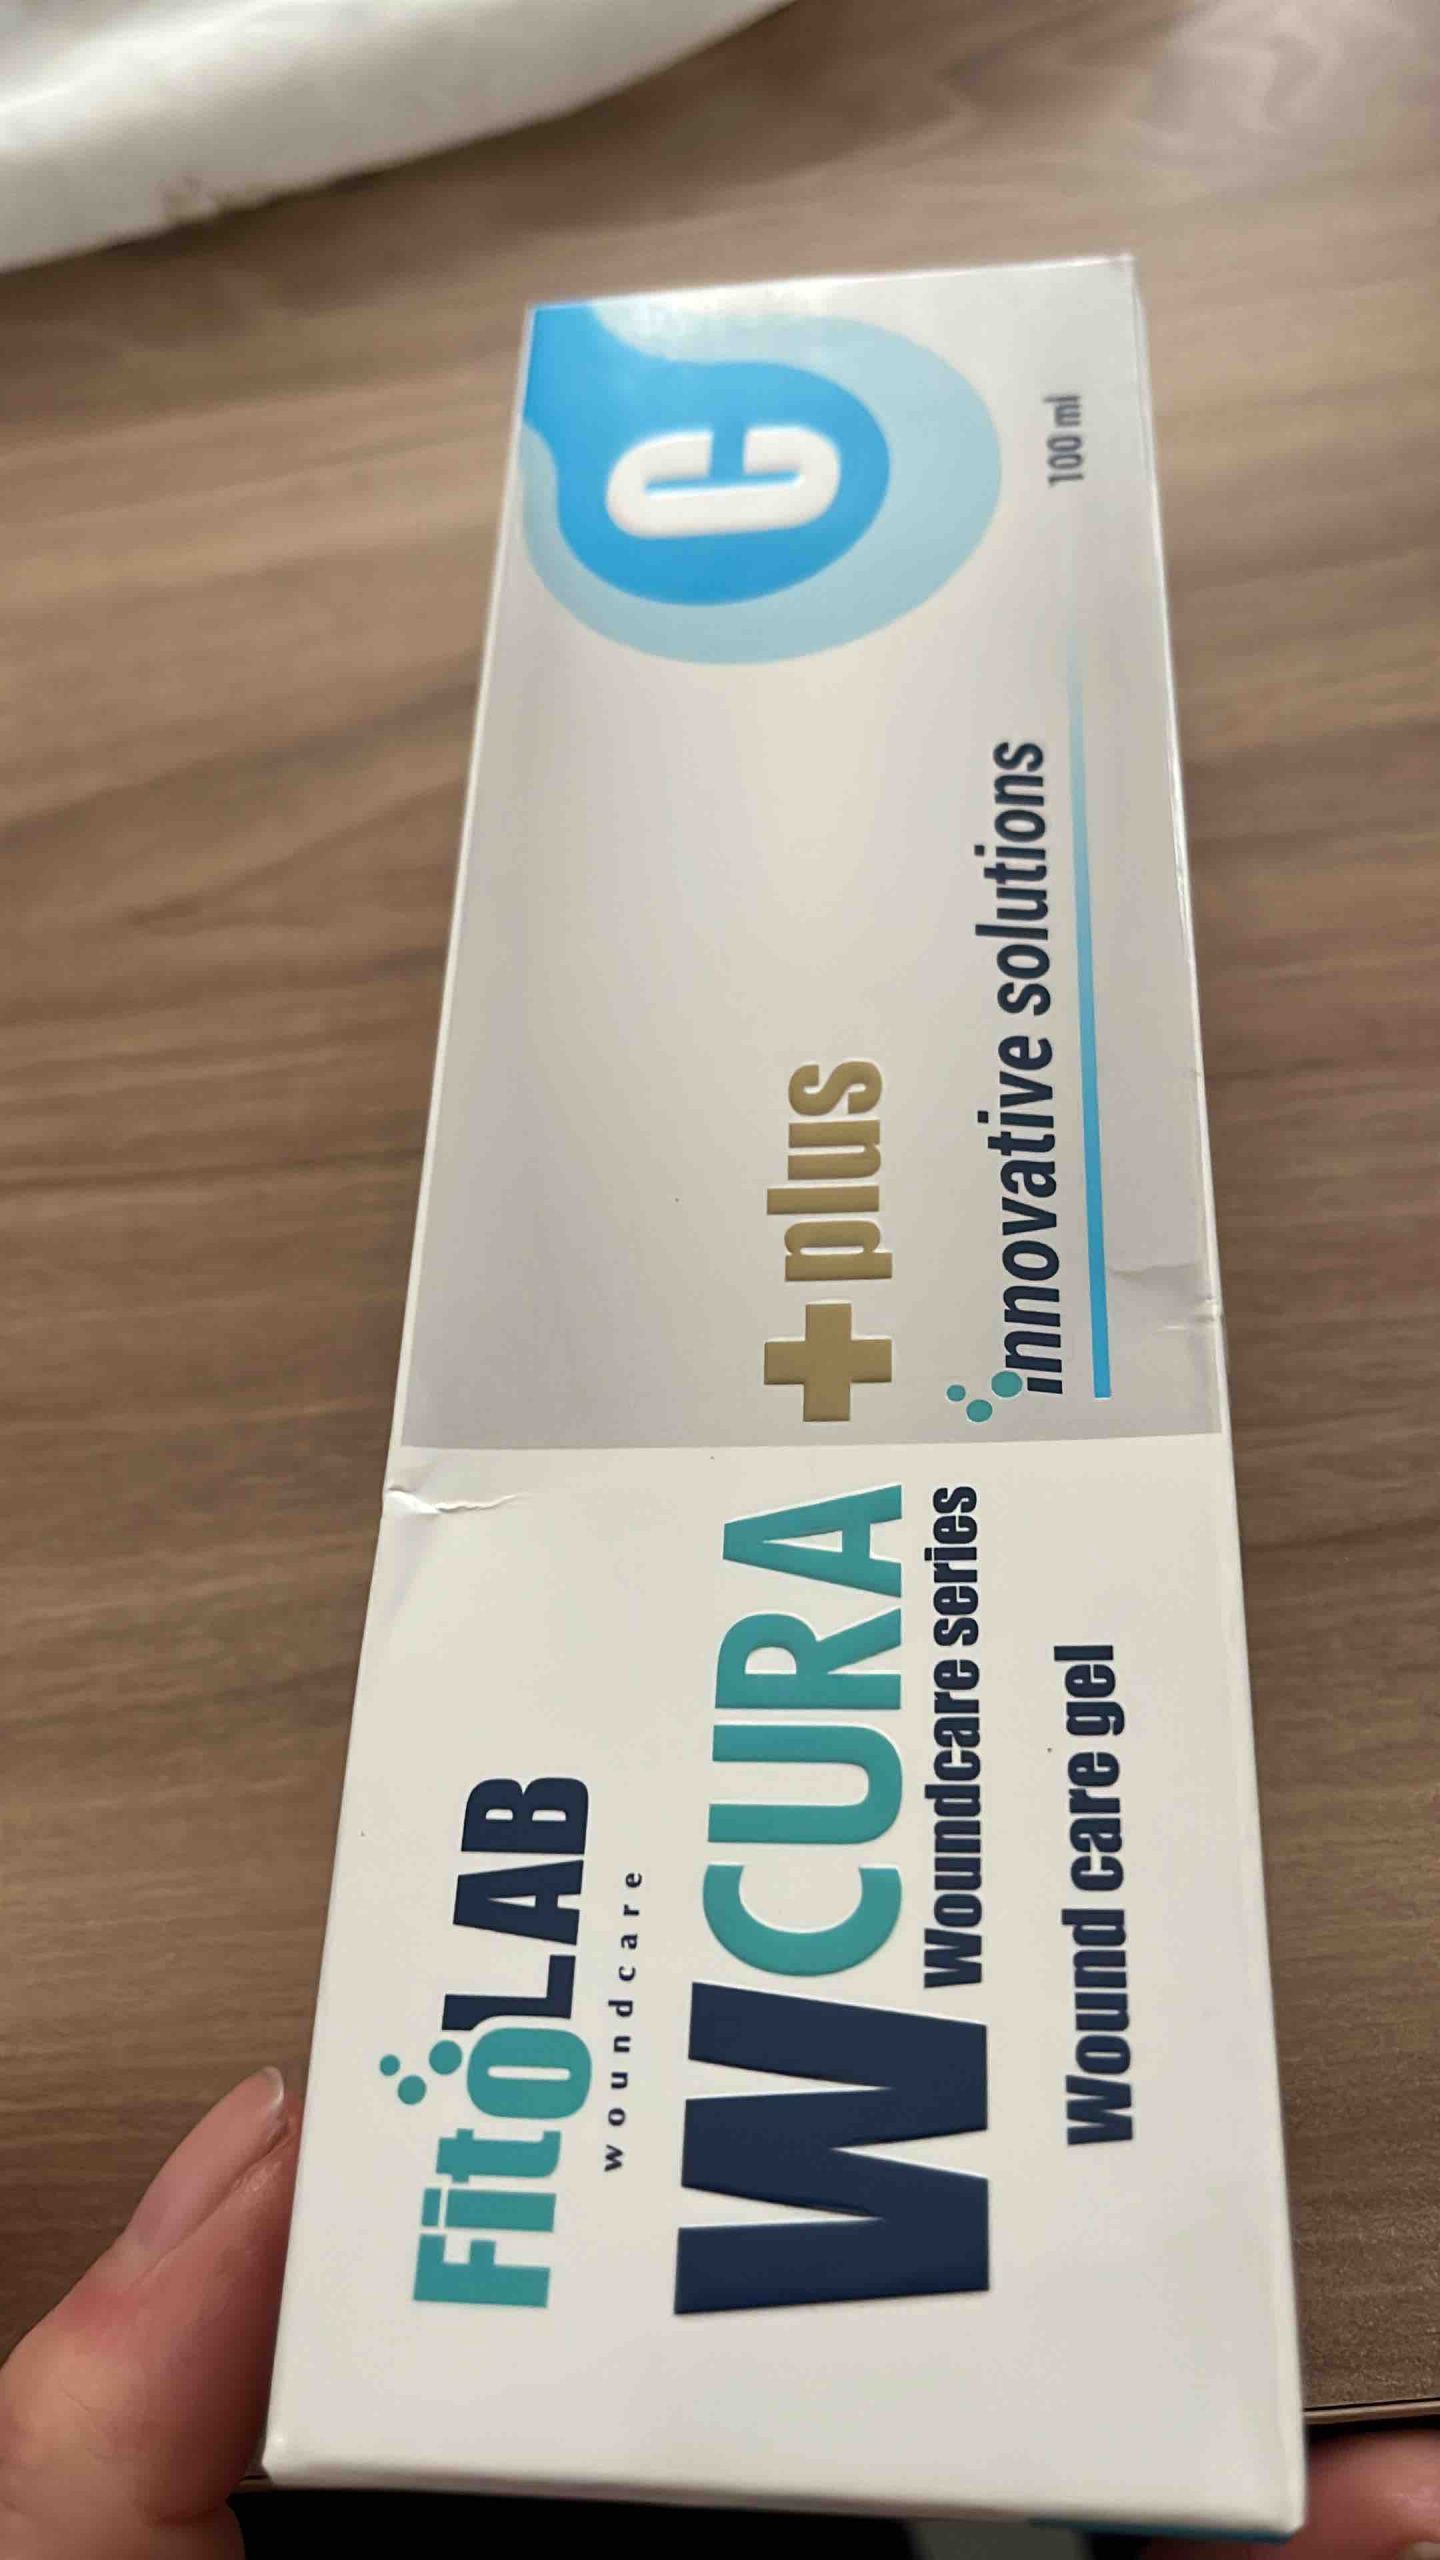 FitoLAB
woundcare
WCURA + plus
Woundcare series
innovative solutions
Wound care gel
G
100 ml